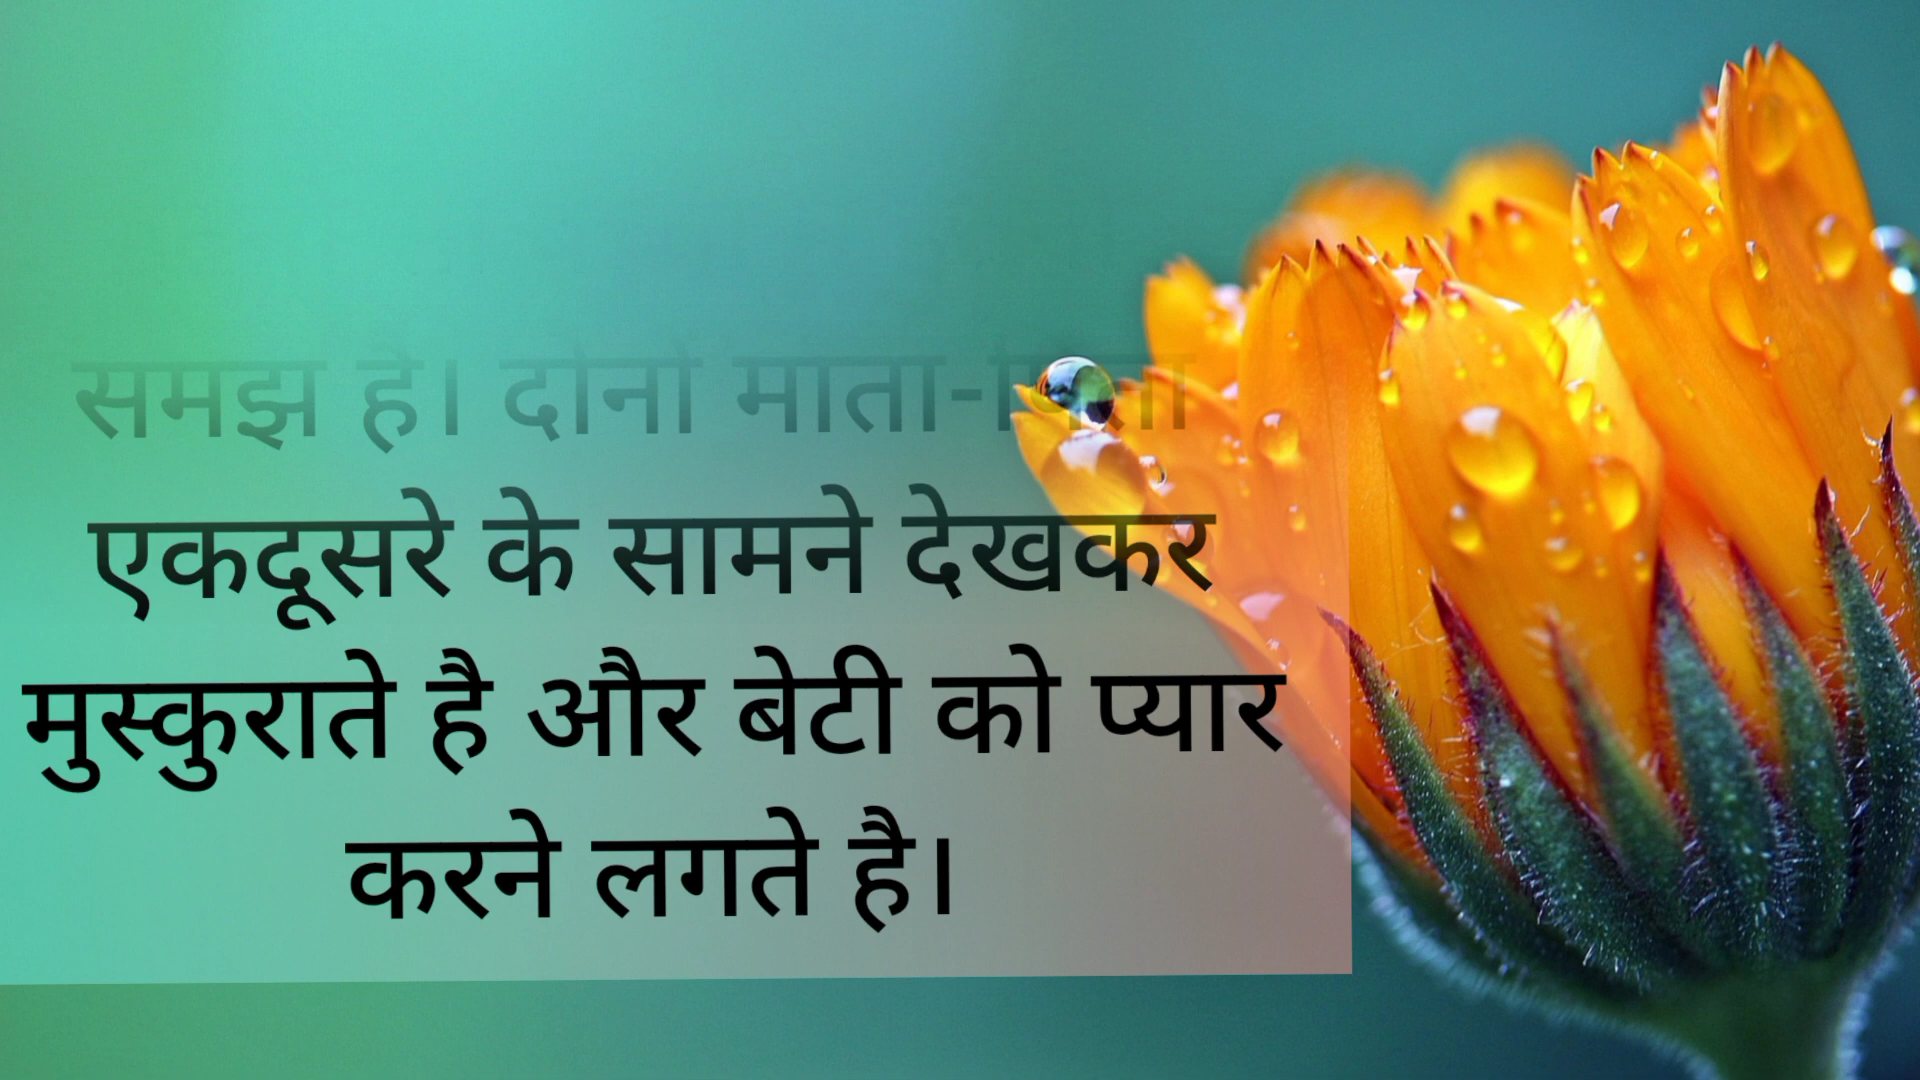 समझ है। दोनों माता-पिता
एकदूसरे के सामने देखकर
मुस्कुराते है और बेटी को प्यार
करने लगते है।